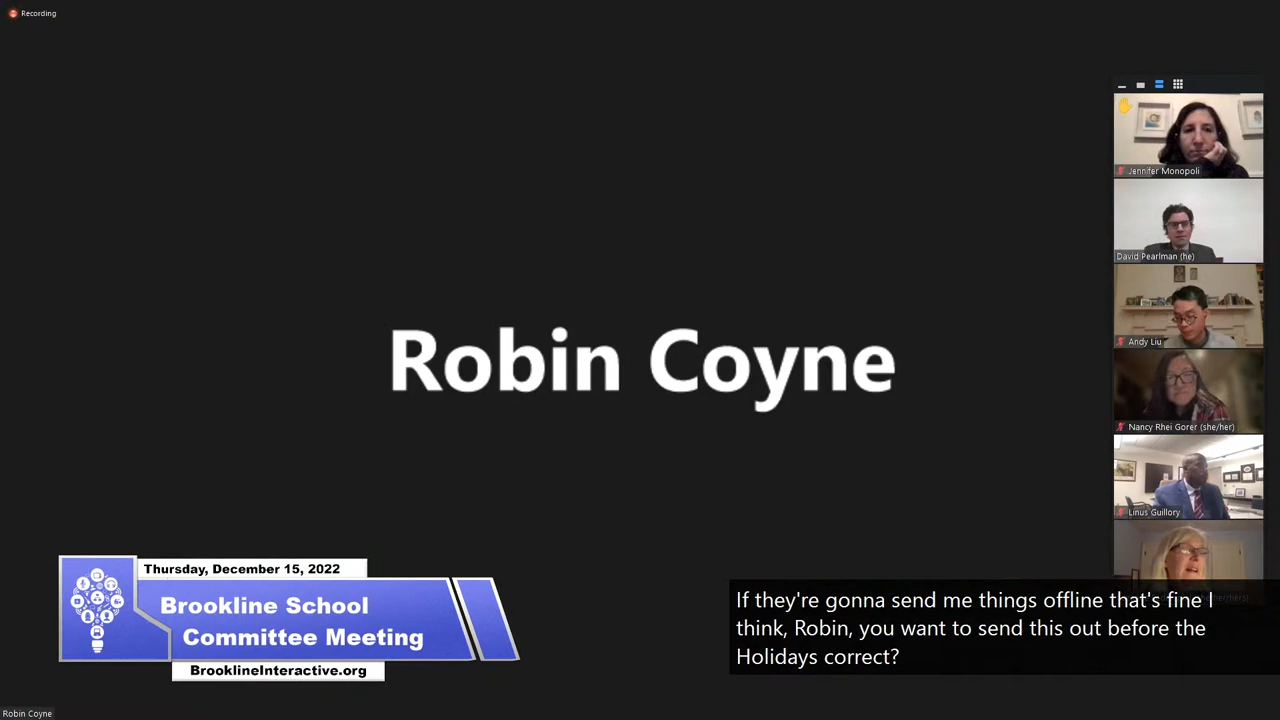 Recording
Jennifer Monopoli
David Pearlman (he)
Andy Liu
Robin Coyne
Nancy Rhei Gorer (she/her)
Linus Guillory
Thursday, December 15, 2022
Brookline School
Committee Meeting
BrooklineInteractive.org
If they're gonna send me things offline that's fine I
think, Robin, you want to send this out before the
Holidays correct?
Robin Coyne